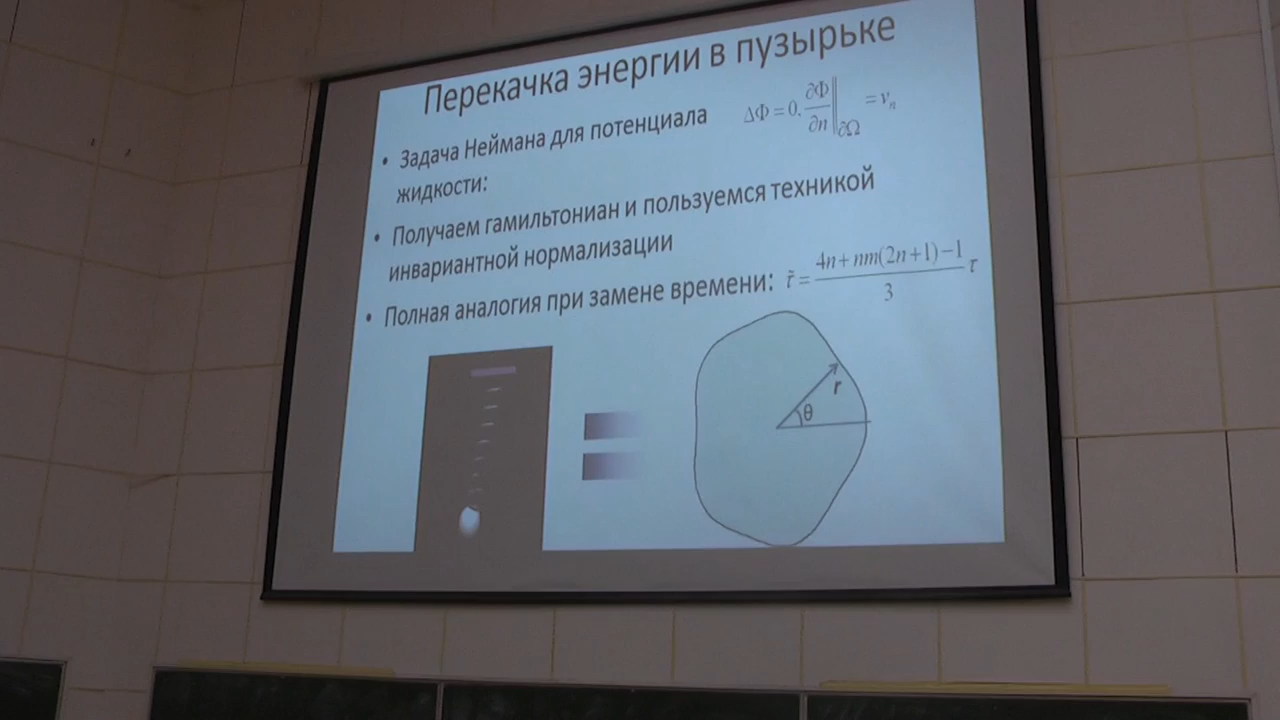 Перекачка энергии в пузырьке
• Задача Неймана для потенциала ΔΦ = 0, ∂Φ/∂n |∂Ω = vₙ
жидкости:
• Получаем гамильтониан и пользуемся техникой
инвариантной нормализации
• Полная аналогия при замене времени: τ̃ = (4n + nm(2n+1) − 1)/3 τ
r
θ